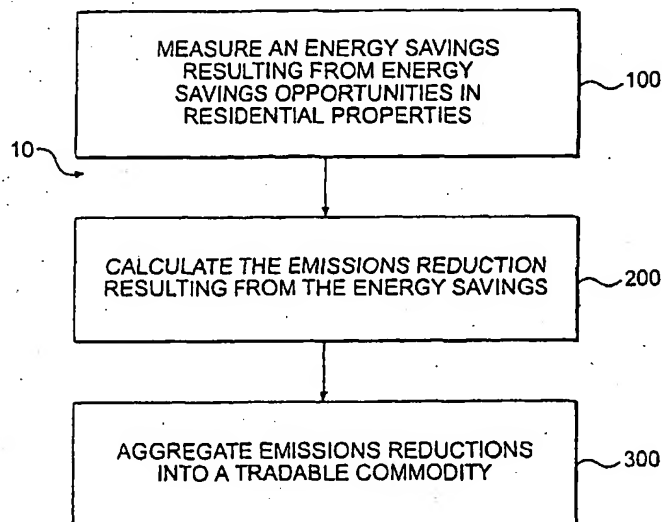 MEASURE AN ENERGY SAVINGS
RESULTING FROM ENERGY
SAVINGS OPPORTUNITIES IN
RESIDENTIAL PROPERTIES
100
10
CALCULATE THE EMISSIONS REDUCTION
RESULTING FROM THE ENERGY SAVINGS
200
AGGREGATE EMISSIONS REDUCTIONS
INTO A TRADABLE COMMODITY
300